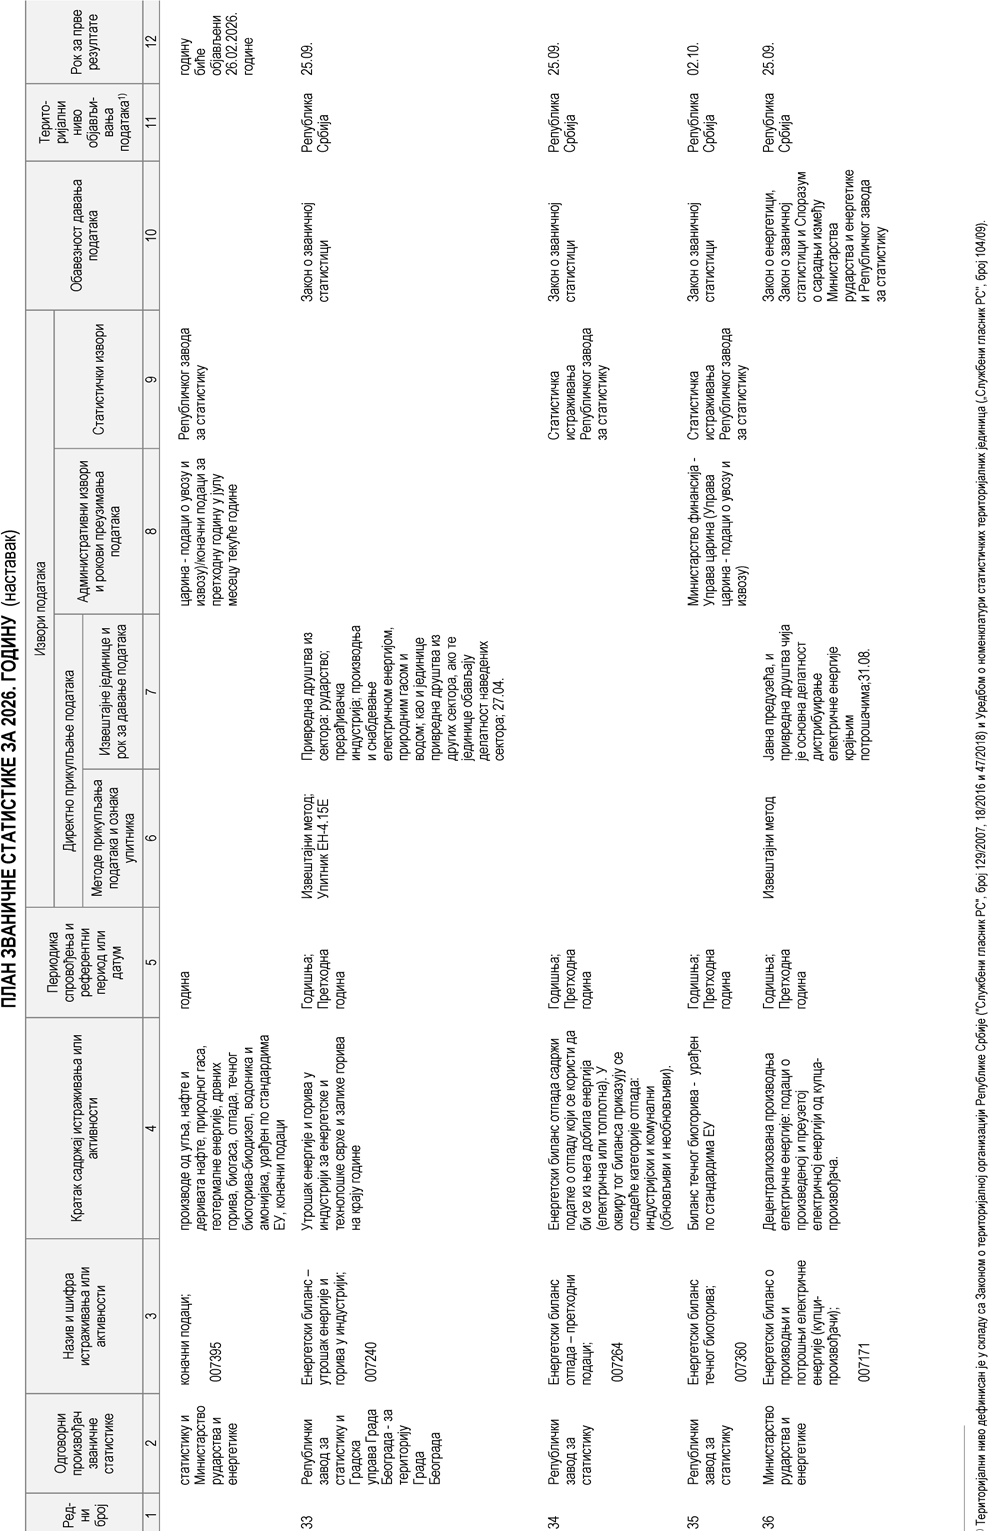 ПЛАН ЗВАНИЧНЕ СТАТИСТИКЕ ЗА 2026. ГОДИНУ (наставак)
Ред-
ни
број
Одговорни
произвођач
званичне
статистике
Назив и шифра
истраживања или
активности
Кратак садржај истраживања или
активности
Периодика
спровођења и
референтни
период или
датум
Извори података
Директно прикупљање података
Методе прикупљања
података и ознака
упитника
Извештајне јединице и
рок за давање података
Административни извори
и рокови преузимања
података
Статистички извори
Обавезност давања
података
Терито-
ријални
ниво
објављи-
вања
података1)
Рок за прве
резултате
1
2
3
4
5
6
7
8
9
10
11
12
статистику и
Министарство
рударства и
енергетике
коначни подаци;
007395
производе од угља, нафте и
деривата нафте, природног гаса,
геотермалне енергије, дрвних
горива, биогаса, отпада, течног
биогорива-биодизел, водоника и
амонијака, урађен по стандардима
ЕУ, коначни подаци
година
царина - подаци о увозу и
извозу)/коначни подаци за
претходну годину у јулу
месецу текуће године
Републичког завода
за статистику
годину
биће
објављени
26.02.2026.
године
33
Републички
завод за
статистику и
Градска
управа Града
Београда - за
територију
Града
Београда
Енергетски биланс –
утрошак енергије и
горива у индустрији;
007240
Утрошак енергије и горива у
индустрији за енергетске и
технолошке сврхе и залихе горива
на крају године
Годишња;
Претходна
година
Извештајни метод;
Упитник ЕН-4.15Е
Привредна друштва из
сектора: рударство;
прерађивачка
индустрија; производња
и снабдевање
електричном енергијом,
природним гасом и
водом; као и јединице
привредна друштва из
других сектора, ако те
јединице обављају
делатност наведених
сектора; 27.04.
Закон о званичној
статистици
Република
Србија
25.09.
34
Републички
завод за
статистику
Енергетски биланс
отпада – претходни
подаци;
007264
Енергетски биланс отпада садржи
податке о отпаду који се користи да
би се из њега добила енергија
(електрична или топлотна). У
оквиру тог биланса приказују се
следеће категорије отпада:
индустријски и комунални
(обновљиви и необновљиви).
Годишња;
Претходна
година
Статистичка
истраживања
Републичког завода
за статистику
Закон о званичној
статистици
Република
Србија
25.09.
35
Републички
завод за
статистику
Енергетски биланс
течног биогорива;
007360
Биланс течног биогорива - урађен
по стандардима ЕУ
Годишња;
Претходна
година
Министарство финансија -
Управа царина (Управа
царина - подаци о увозу и
извозу)
Статистичка
истраживања
Републичког завода
за статистику
Закон о званичној
статистици
Република
Србија
02.10.
36
Министарство
рударства и
енергетике
Енергетски биланс о
производњи и
потрошњи електричне
енергије (купци-
произвођачи);
007171
Децентрализована производња
електричне енергије: подаци о
произведеној и преузетој
електричној енергији од купца-
произвођача.
Годишња;
Претходна
година
Извештајни метод
Јавна предузећа, и
привредна друштва чија
је основна делатност
дистрибуирање
електричне енергије
крајњим
потрошачима;31.08.
Закон о енергетици,
Закон о званичној
статистици и Споразум
о сарадњи између
Министарства
рударства и енергетике
и Републичког завода
за статистику
Република
Србија
25.09.
) Територијални ниво дефинисан је у складу са Законом о територијалној организацији Републике Србије ("Службени гласник РС", број 129/2007, 18/2016 и 47/2018) и Уредбом о номенклатури статистичких територијалних јединица („Службени гласник РС", број 104/09).